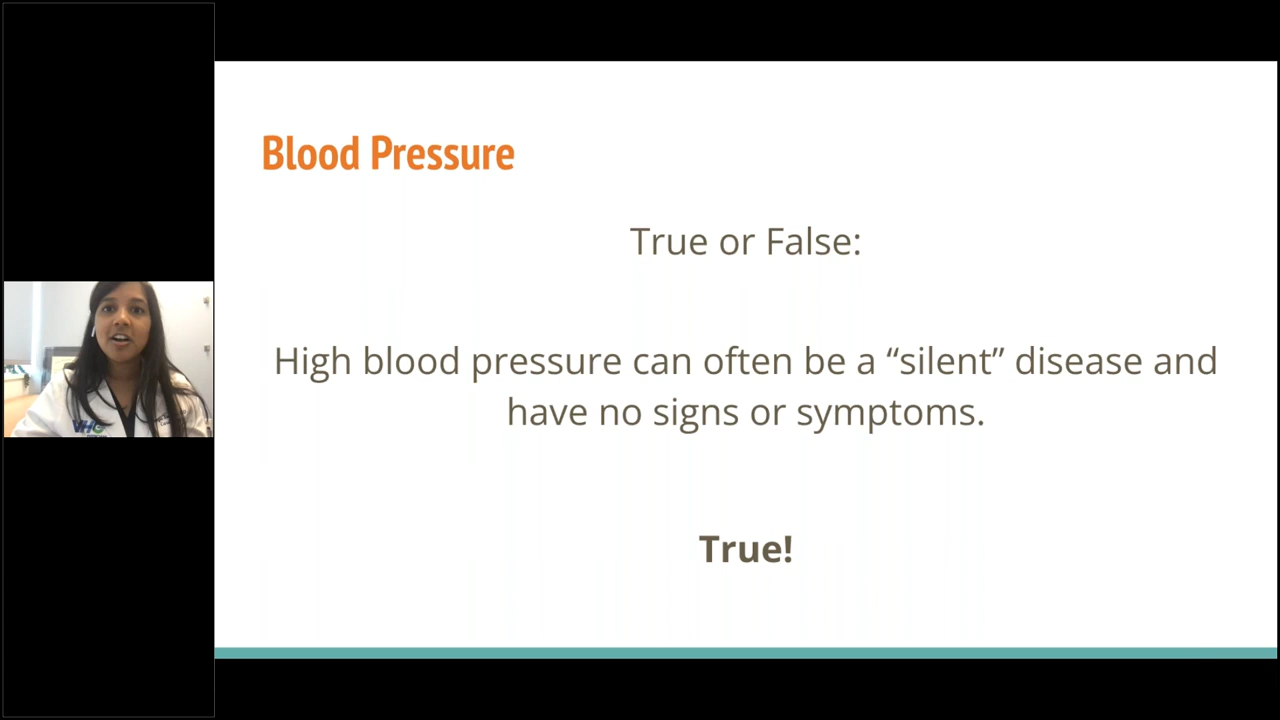 Blood Pressure
True or False:
High blood pressure can often be a “silent” disease and
have no signs or symptoms.
True!
VHC